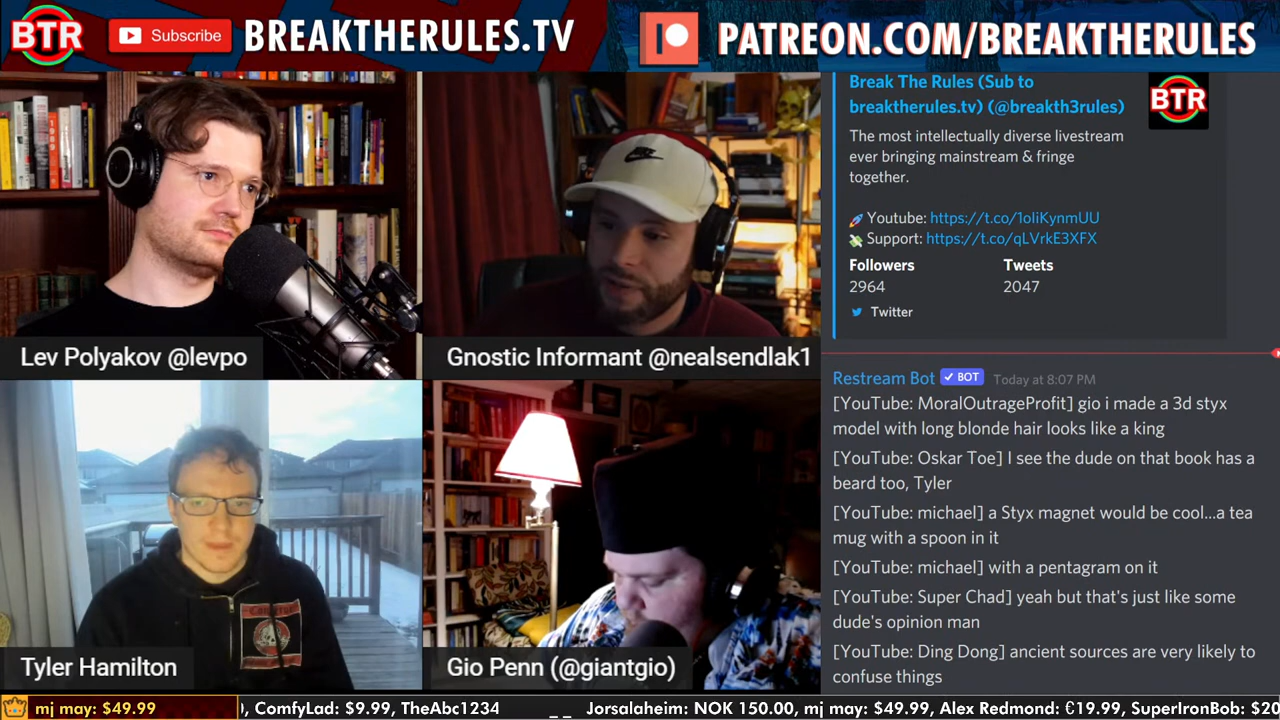 BTR
Subscribe
BREAKTHERULES.TV
PATREON.COM/BREAKTHERULES
Break The Rules (Sub to
breaktherules.tv) (@breakth3rules)
BTR
The most intellectually diverse livestream
ever bringing mainstream & fringe
together.
Youtube: https://t.co/1oIiKynmUU
Support: https://t.co/qLVrkE3XFX
Followers
Tweets
2964
2047
Twitter
Restream Bot
BOT
Today at 8:07 PM
[YouTube: MoralOutrageProfit] gio i made a 3d styx
model with long blonde hair looks like a king
[YouTube: Oskar Toe] I see the dude on that book has a
beard too, Tyler
[YouTube: michael] a Styx magnet would be cool...a tea
mug with a spoon in it
[YouTube: michael] with a pentagram on it
[YouTube: Super Chad] yeah but that's just like some
dude's opinion man
[YouTube: Ding Dong] ancient sources are very likely to
confuse things
1989
Lev Polyakov @levpo
Gnostic Informant @nealsendlak1
Tyler Hamilton
Gio Penn (@giantgio)
mj may: $49.99
, ComfyLad: $9.99, TheAbc1234
Jorsalaheim: NOK 150.00, mj may: $49.99, Alex Redmond: €19.99, SuperIronBob: $20